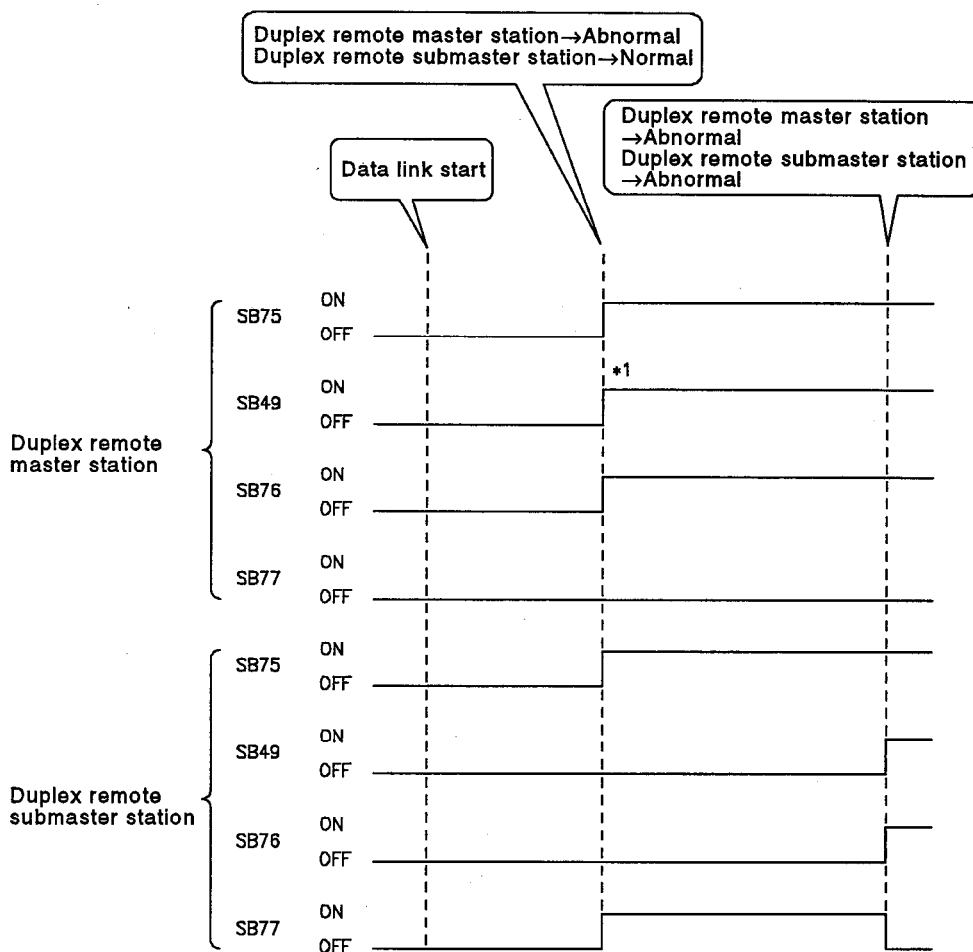 Duplex remote master station→Abnormal
Duplex remote submaster station→Normal
Duplex remote master station
→Abnormal
Duplex remote submaster station
→Abnormal
Data link start
Duplex remote
master station
SB75
ON
OFF
SB49
ON
OFF
*1
SB76
ON
OFF
SB77
ON
OFF
Duplex remote
submaster station
SB75
ON
OFF
SB49
ON
OFF
SB76
ON
OFF
SB77
ON
OFF